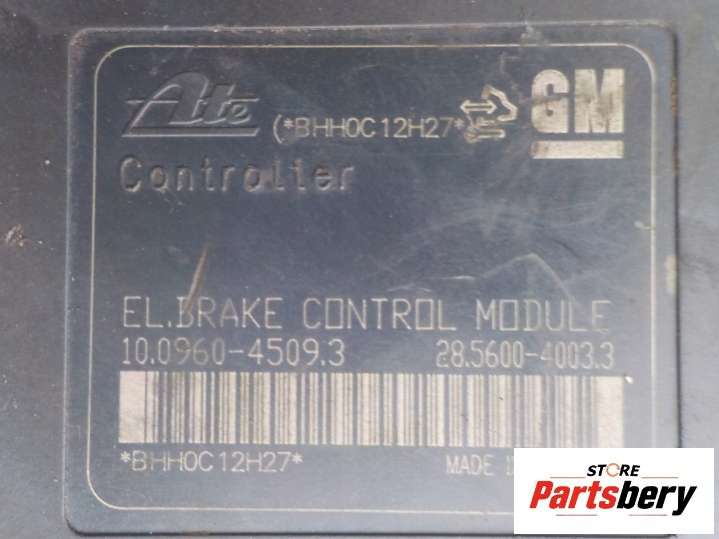 Ate (*BHH0C12H27* GM
Controller
EL.BRAKE CONTROL MODULE
10.0960-4509.3 28.5600-4003.3
*BHH0C12H27* MADE
STORE
Partsbery